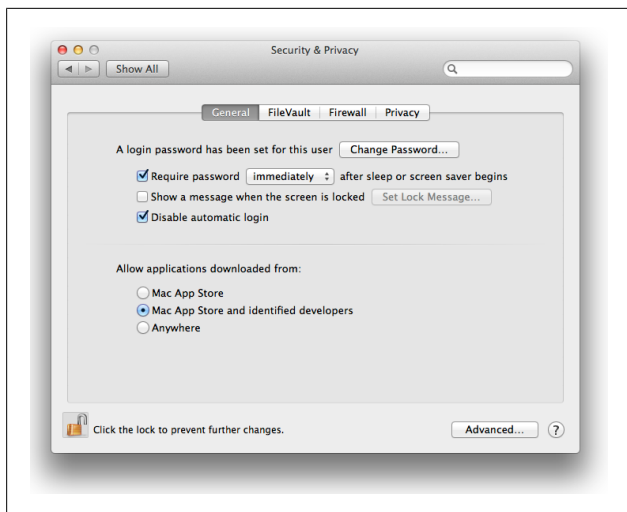 Security & Privacy
Show All
General FileVault Firewall Privacy
A login password has been set for this user Change Password...
Require password immediately after sleep or screen saver begins
Show a message when the screen is locked Set Lock Message...
Disable automatic login
Allow applications downloaded from:
Mac App Store
Mac App Store and identified developers
Anywhere
Click the lock to prevent further changes. Advanced... ?